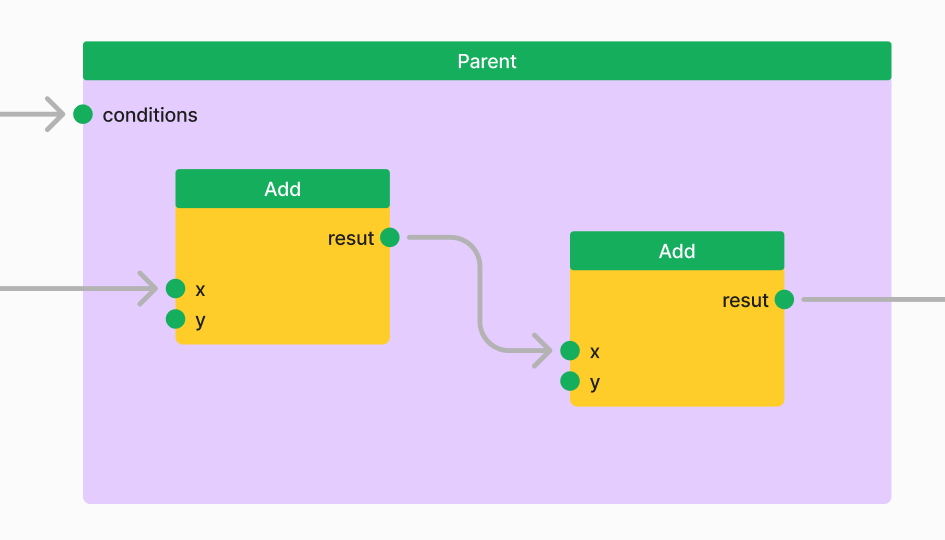 Parent
conditions
Add
resut
x
y
Add
resut
x
y